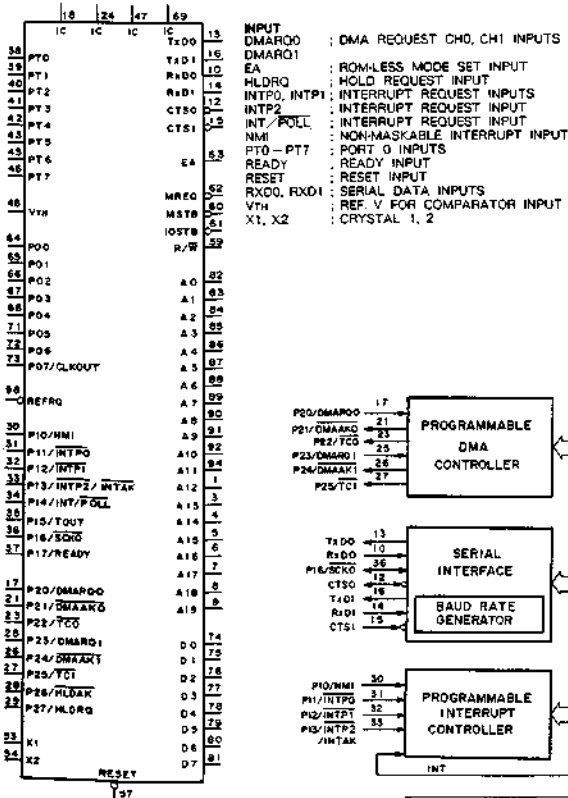 18 24 47 69
IC IC IC IC
38 PT0
39 PT1
40 PT2
41 PT3
42 PT4
43 PT5
PT6
46 PT7
48 VTH
64 P00
65 P01
66 P02
67 P03
68 P04
71 P05
72 P06
73 P07/CLKOUT
98 REFRQ
30 P10/NMI
31 P11/INTP0
32 P12/INTP1
33 P13/INTP2/INTAK
34 P14/INT/POLL
35 P15/TOUT
36 P16/SCK0
37 P17/READY
17 P20/DMARQ0
21 P21/DMAAK0
23 P22/TC0
25 P23/DMARQ1
26 P24/DMAAK1
27 P25/TC1
28 P26/HLDAK
29 P27/HLDRQ
53 X1
54 X2
RESET
57
TxD0 13
TxD1 16
RxD0 10
RxD1 14
CTS0 12
CTS1 15
EA 63
MREQ 62
MSTB 60
IOSTB 61
R/W 59
A0 82
A1 83
A2 84
A3 85
A4 86
A5 87
A6 88
A7 89
A8 90
A9 91
A10 92
A11 94
A12 1
A13 3
A14 4
A15 5
A16 6
A17 7
A18 8
A19 9
D0 74
D1 75
D2 76
D3 77
D4 78
D5 79
D6 80
D7 81
INPUT
DMARQ0 ; DMA REQUEST CH0, CH1 INPUTS
DMARQ1
EA ; ROM-LESS MODE SET INPUT
HLDRQ ; HOLD REQUEST INPUT
INTP0, INTP1 ; INTERRUPT REQUEST INPUTS
INTP2 ; INTERRUPT REQUEST INPUT
INT/POLL ; INTERRUPT REQUEST INPUT
NMI ; NON-MASKABLE INTERRUPT INPUT
PT0 - PT7 ; PORT 0 INPUTS
READY ; READY INPUT
RESET ; RESET INPUT
RXD0, RXD1 ; SERIAL DATA INPUTS
VTH ; REF. V FOR COMPARATOR INPUT
X1, X2 ; CRYSTAL 1, 2
P20/DMARQ0 17
P21/DMAAK0 21
P22/TC0 23
P23/DMARQ1 25
P24/DMAAK1 26
P25/TC1 27
PROGRAMMABLE
DMA
CONTROLLER
TxD0 13
RxD0 10
P16/SCK0 36
CTS0 12
TxD1 16
RxD1 14
CTS1 15
SERIAL
INTERFACE
BAUD RATE
GENERATOR
P10/NMI 30
P11/INTP0 31
P12/INTP1 32
P13/INTP2 33
/INTAK
PROGRAMMABLE
INTERRUPT
CONTROLLER
INT